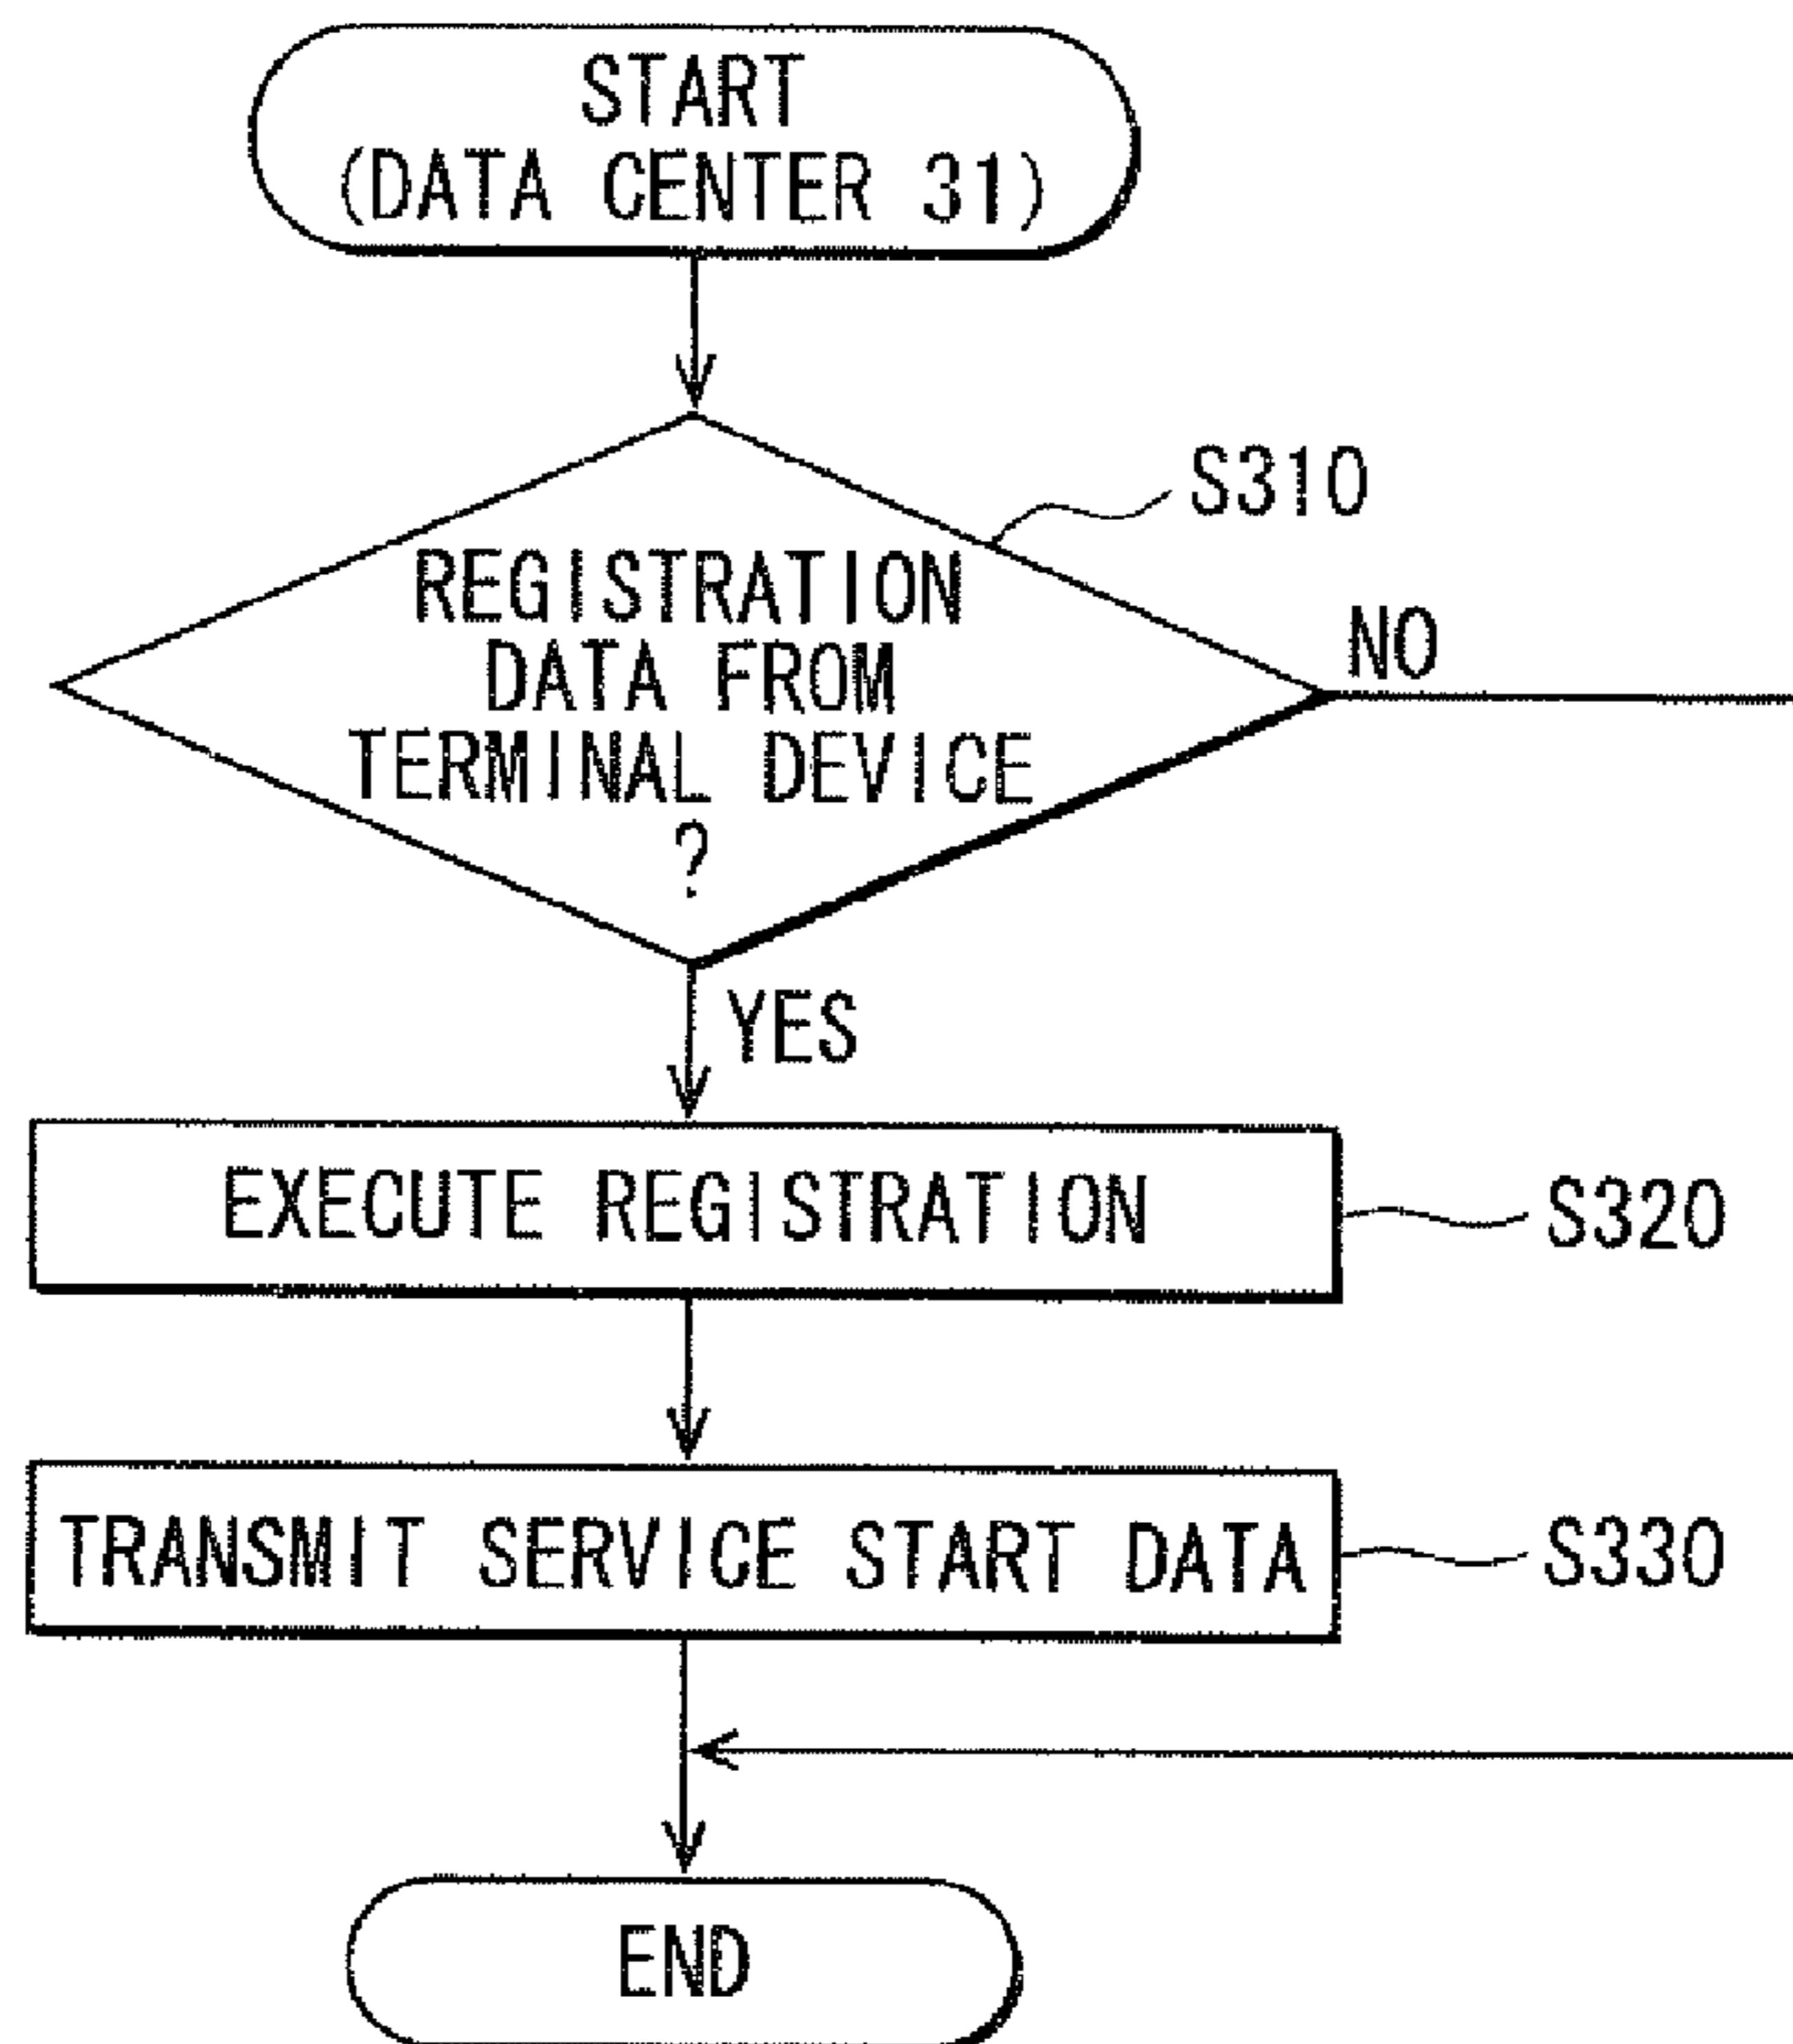 START
(DATA CENTER 31)
S310
REGISTRATION
DATA FROM
TERMINAL DEVICE
?
NO
YES
EXECUTE REGISTRATION
S320
TRANSMIT SERVICE START DATA
S330
END